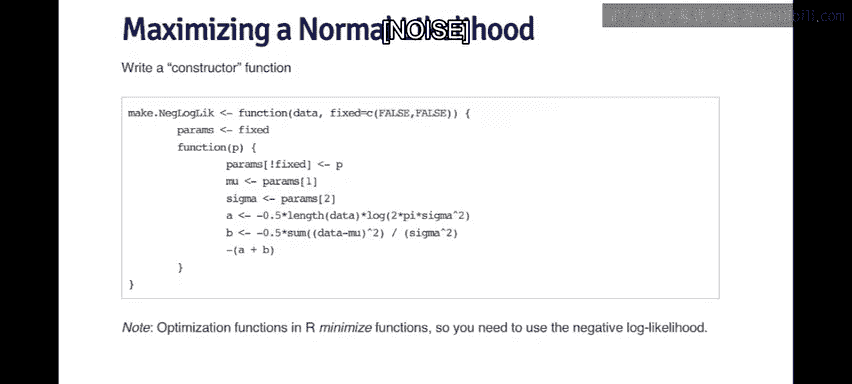 Maximizing a Norma
[NOISE]
hood
bili.com
Write a “constructor” function
make.NegLogLik <- function(data, fixed=c(FALSE,FALSE)) {
params <- fixed
function(p) {
params[!fixed] <- p
mu <- params[1]
sigma <- params[2]
a <- -0.5*length(data)*log(2*pi*sigma^2)
b <- -0.5*sum((data-mu)^2) / (sigma^2)
-(a + b)
}
}
Note: Optimization functions in R minimize functions, so you need to use the negative log-likelihood.